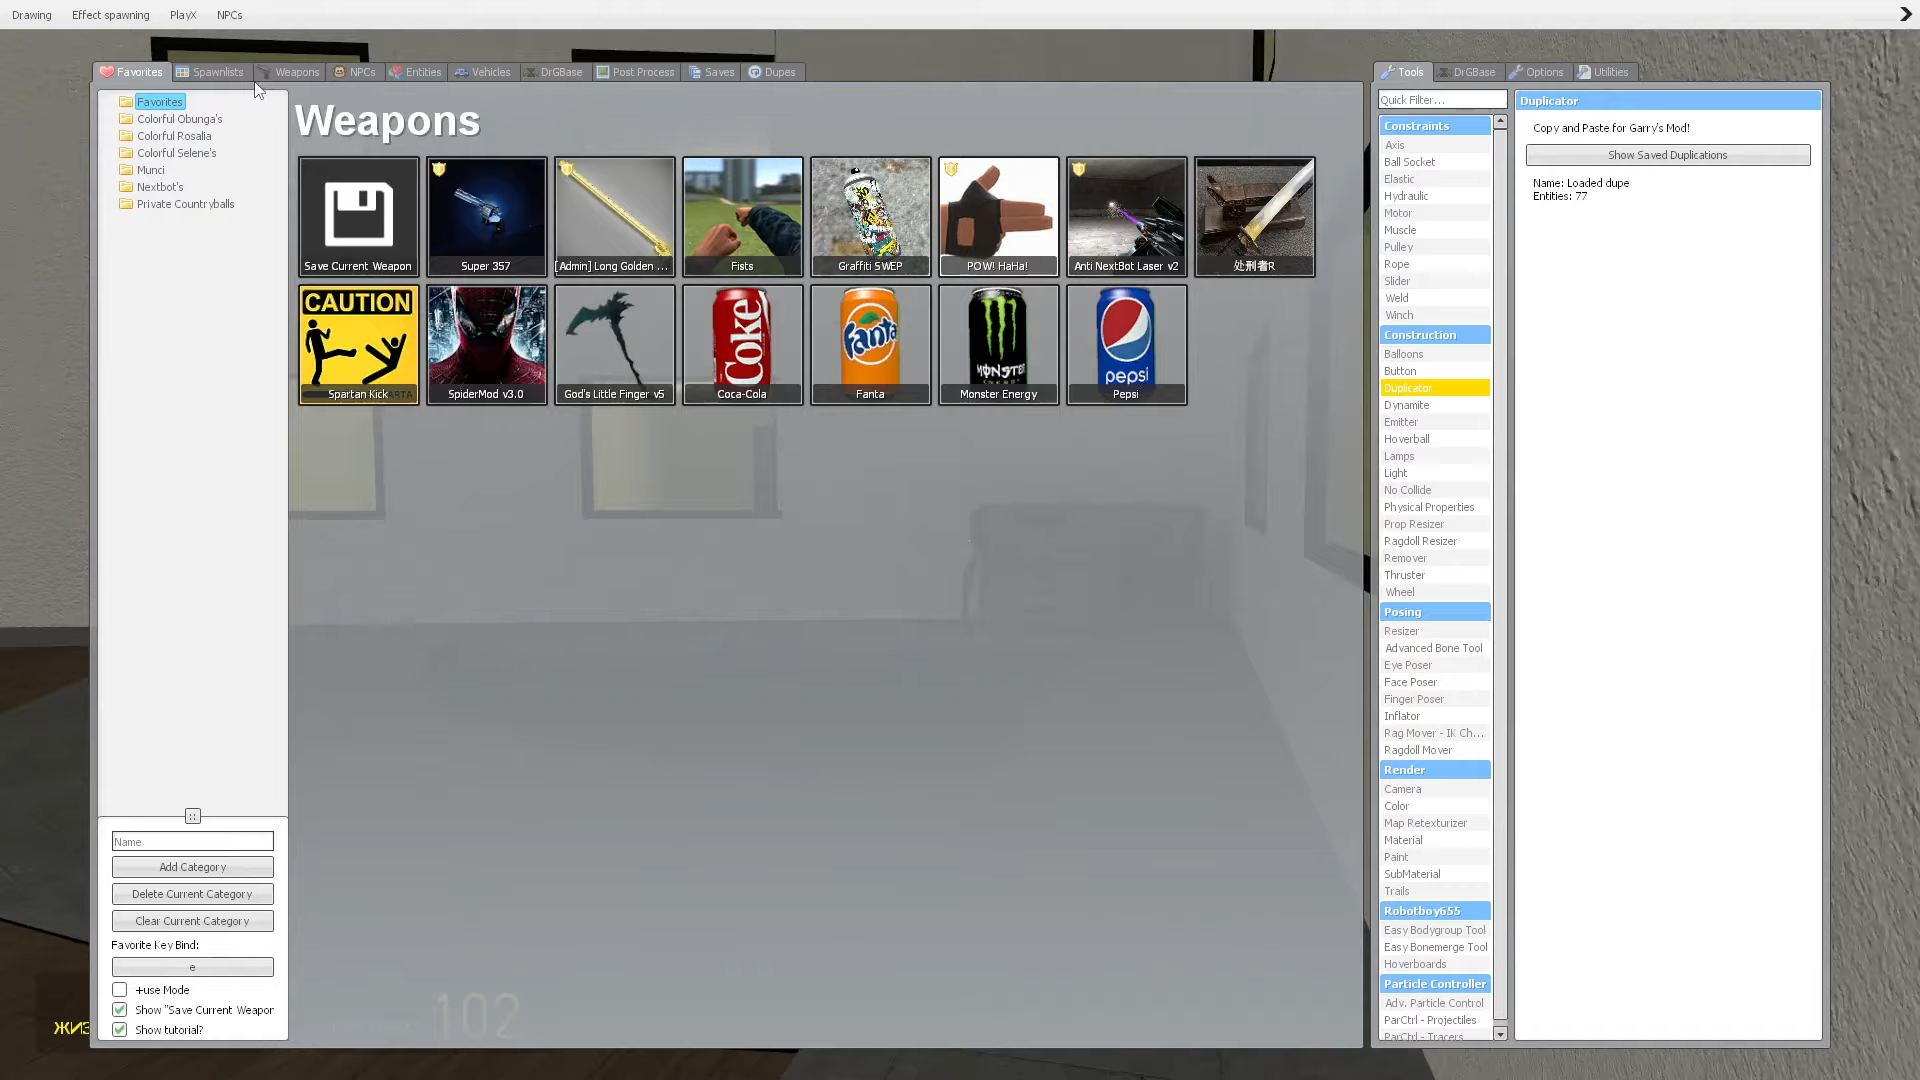 Drawing Effect spawning PlayX NPCs
Favorites Spawnlists Weapons NPCs Entities Vehicles DrGBase Post Process Saves Dupes
Favorites
Colorful Obunga's
Colorful Rosalia
Colorful Selene's
Munci
Nextbot's
Private Countryballs
Name
Add Category
Delete Current Category
Clear Current Category
Favorite Key Bind:
e
+use Mode
Show "Save Current Weapor
Show tutorial?
Weapons
Save Current Weapon
Super 357
[Admin] Long Golden ...
Fists
Graffiti SWEP
POW! HaHa!
Anti NextBot Laser v2
处刑者R
CAUTION
Spartan Kick
SpiderMod v3.0
God's Little Finger v5
Coke
Coca-Cola
Fanta
Fanta
MONSTER
Monster Energy
pepsi
Pepsi
102
ЖИЗ
Tools DrGBase Options Utilities
Quick Filter...
Constraints
Axis
Ball Socket
Elastic
Hydraulic
Motor
Muscle
Pulley
Rope
Slider
Weld
Winch
Construction
Balloons
Button
Duplicator
Dynamite
Emitter
Hoverball
Lamps
Light
No Collide
Physical Properties
Prop Resizer
Ragdoll Resizer
Remover
Thruster
Wheel
Posing
Resizer
Advanced Bone Tool
Eye Poser
Face Poser
Finger Poser
Inflator
Rag Mover - IK Ch...
Ragdoll Mover
Render
Camera
Color
Map Retexturizer
Material
Paint
SubMaterial
Trails
Robotboy655
Easy Bodygroup Tool
Easy Bonemerge Tool
Hoverboards
Particle Controller
Adv. Particle Control
ParCtrl - Projectiles
ParCtrl - Tracers
Duplicator
Copy and Paste for Garry's Mod!
Show Saved Duplications
Name: Loaded dupe
Entities: 77